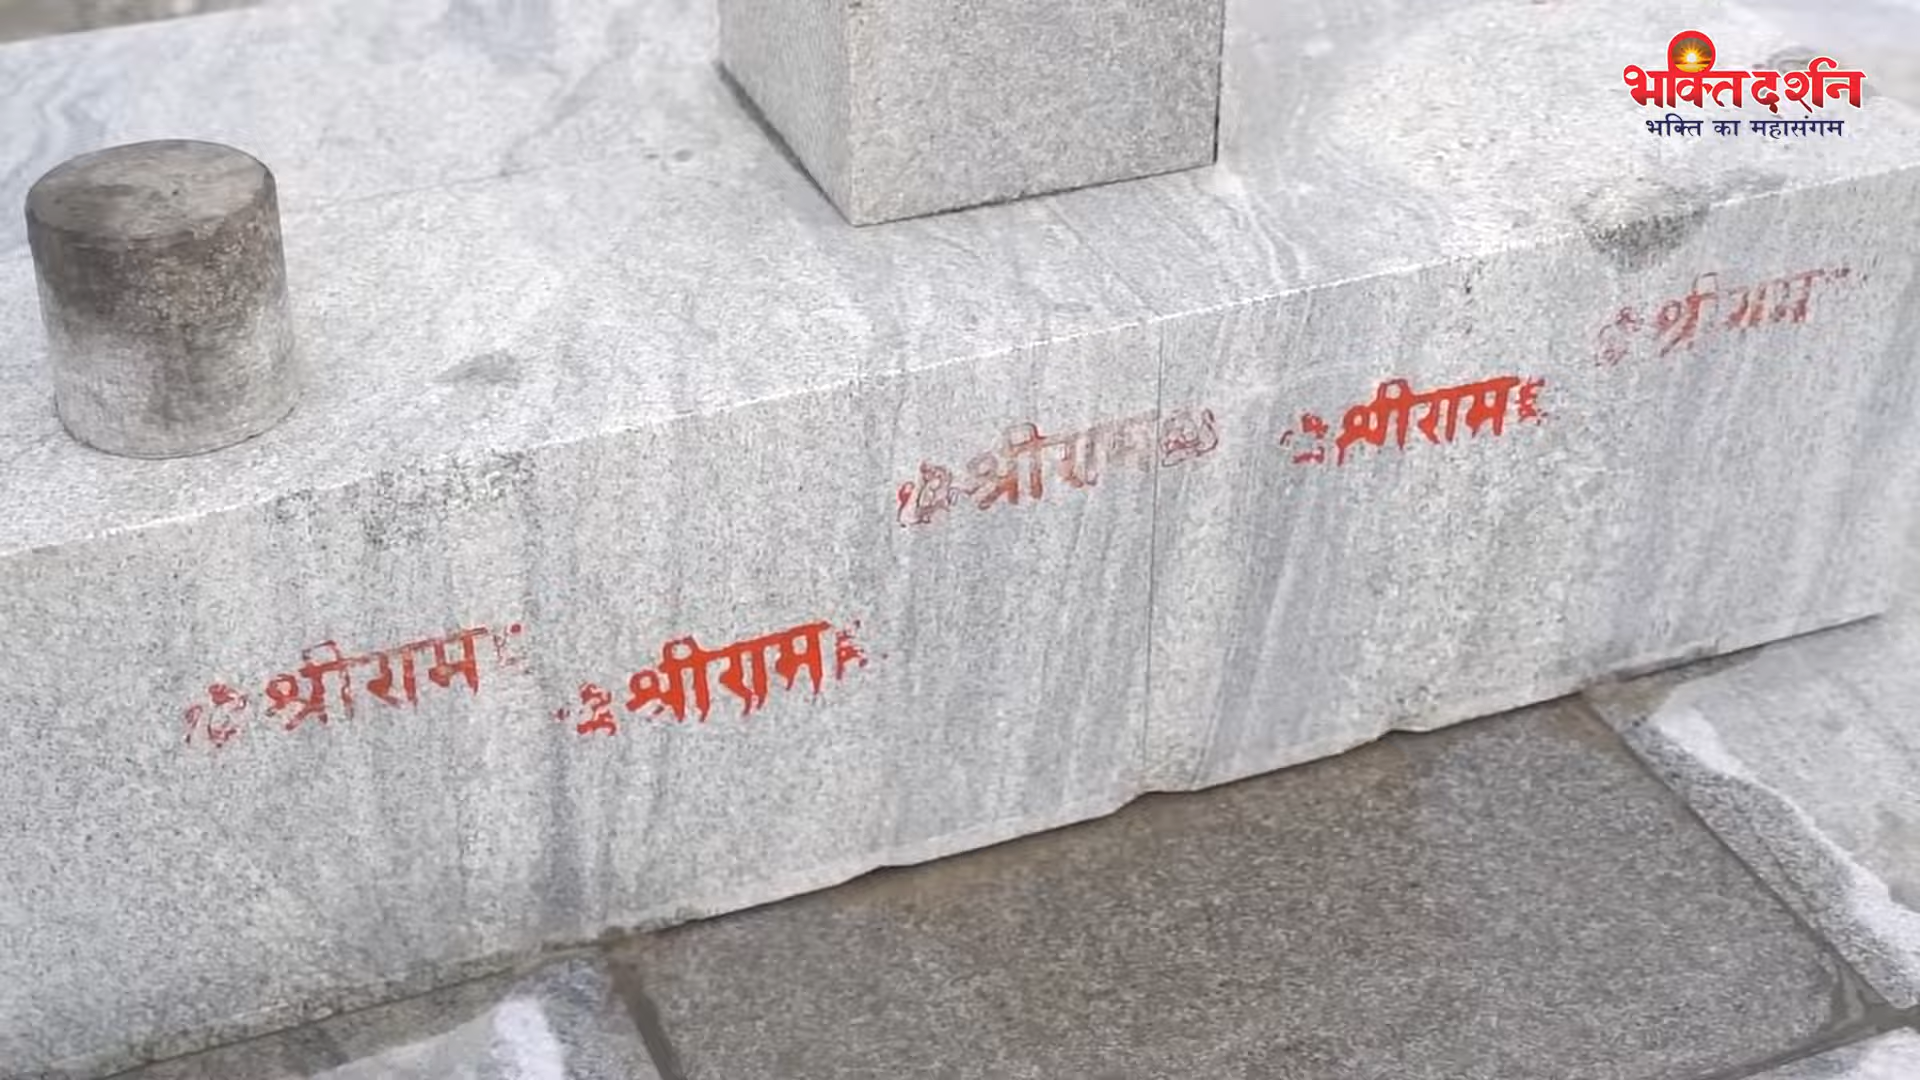 भक्ति दर्शन
भक्ति का महासंगम
श्री राम
श्री राम
श्री राम
श्री राम
श्री राम